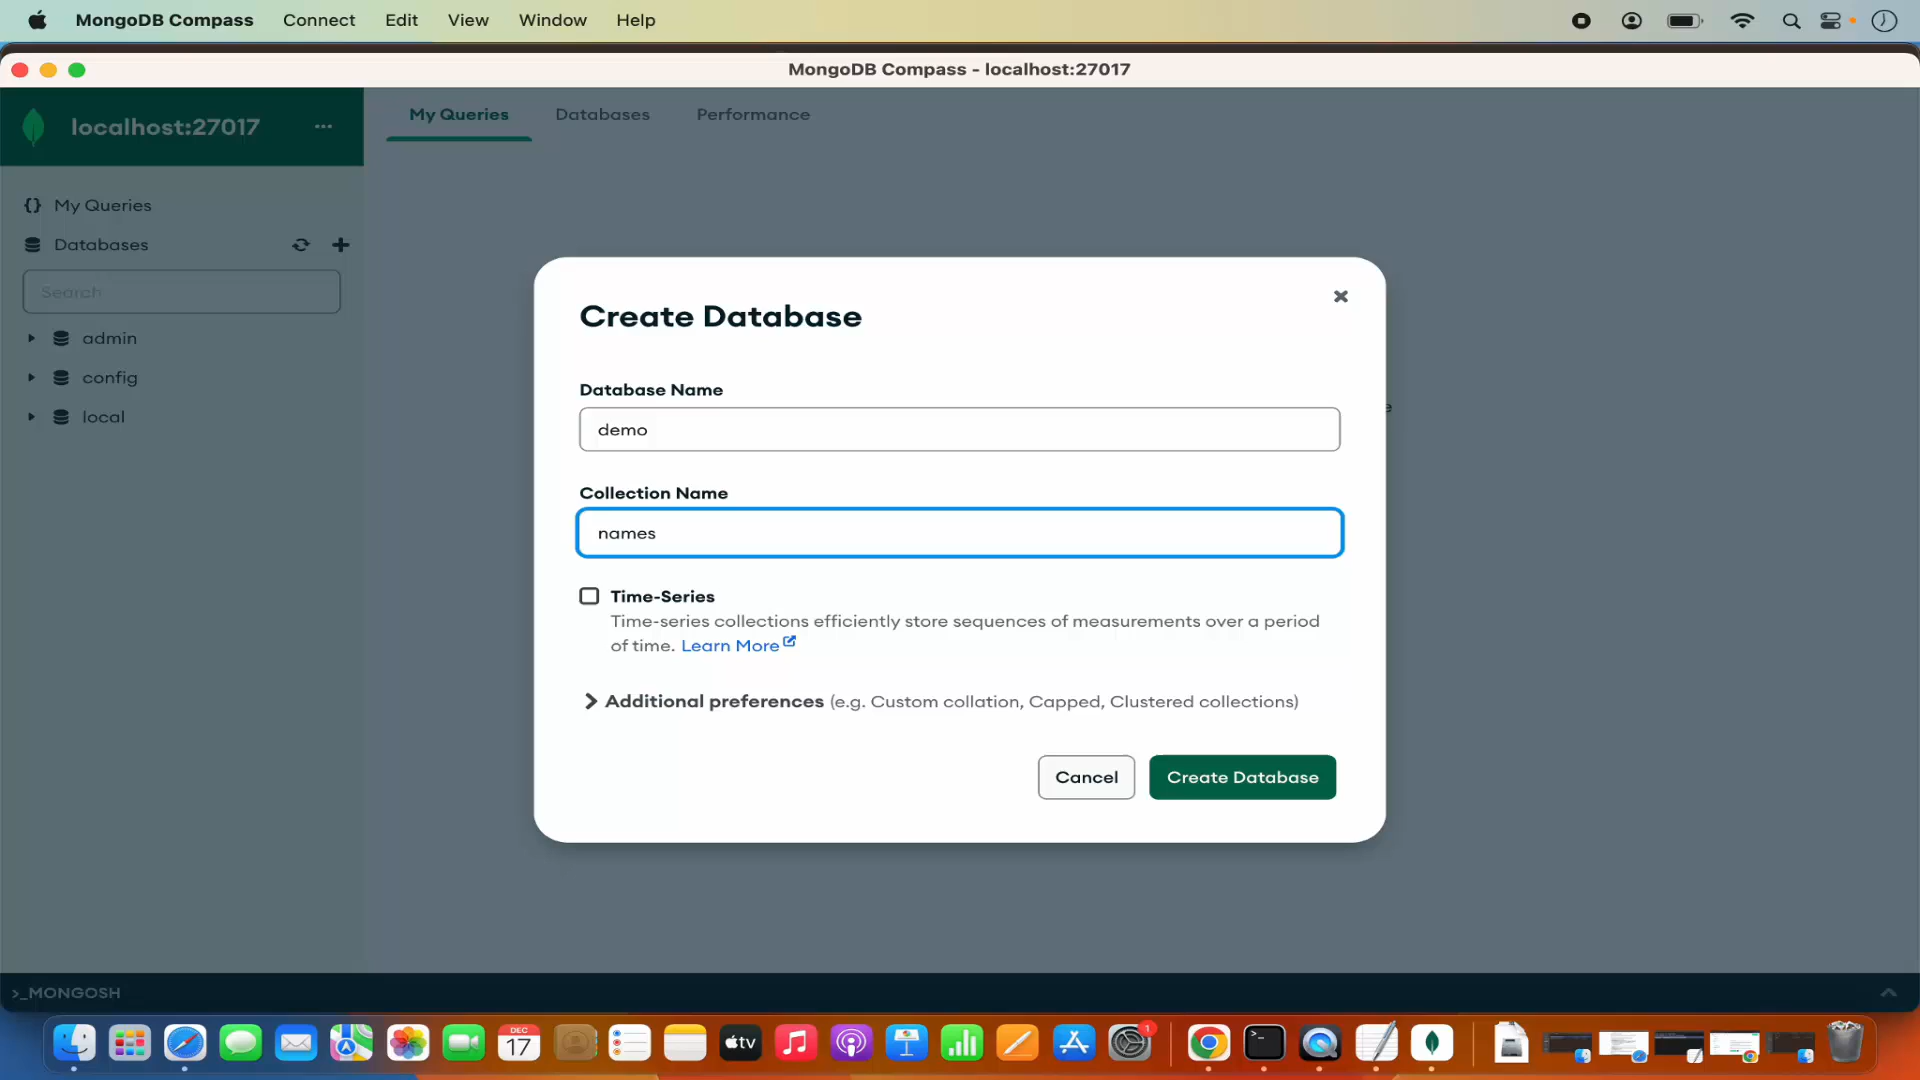 MongoDB Compass Connect Edit View Window Help
MongoDB Compass - localhost:27017
localhost:27017 ...
My Queries Databases Performance
{} My Queries
Databases
Search
admin
config
local
Create Database
Database Name
demo
e
Collection Name
names
Time-Series
Time-series collections efficiently store sequences of measurements over a period
of time. Learn More
Additional preferences (e.g. Custom collation, Capped, Clustered collections)
Cancel Create Database
>_MONGOSH
DEC
17
tv
1